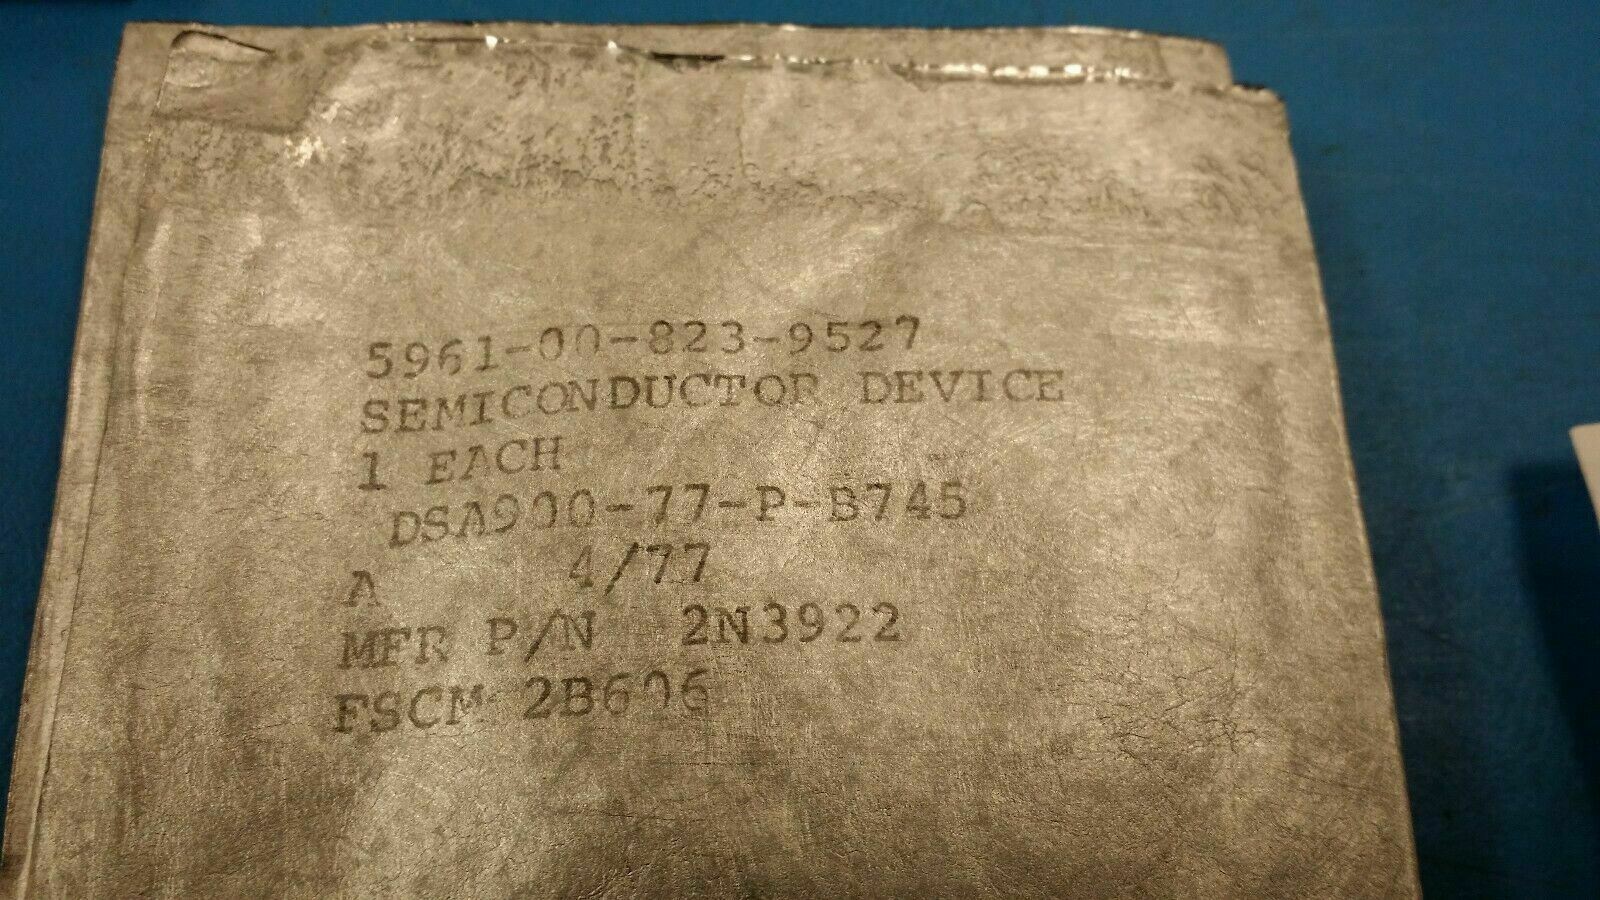 5961-00-823-9527
SEMICONDUCTOR DEVICE
1 EACH
DSA900-77-P-B745
A 4/77
MFR P/N 2N3922
FSCM 2B606